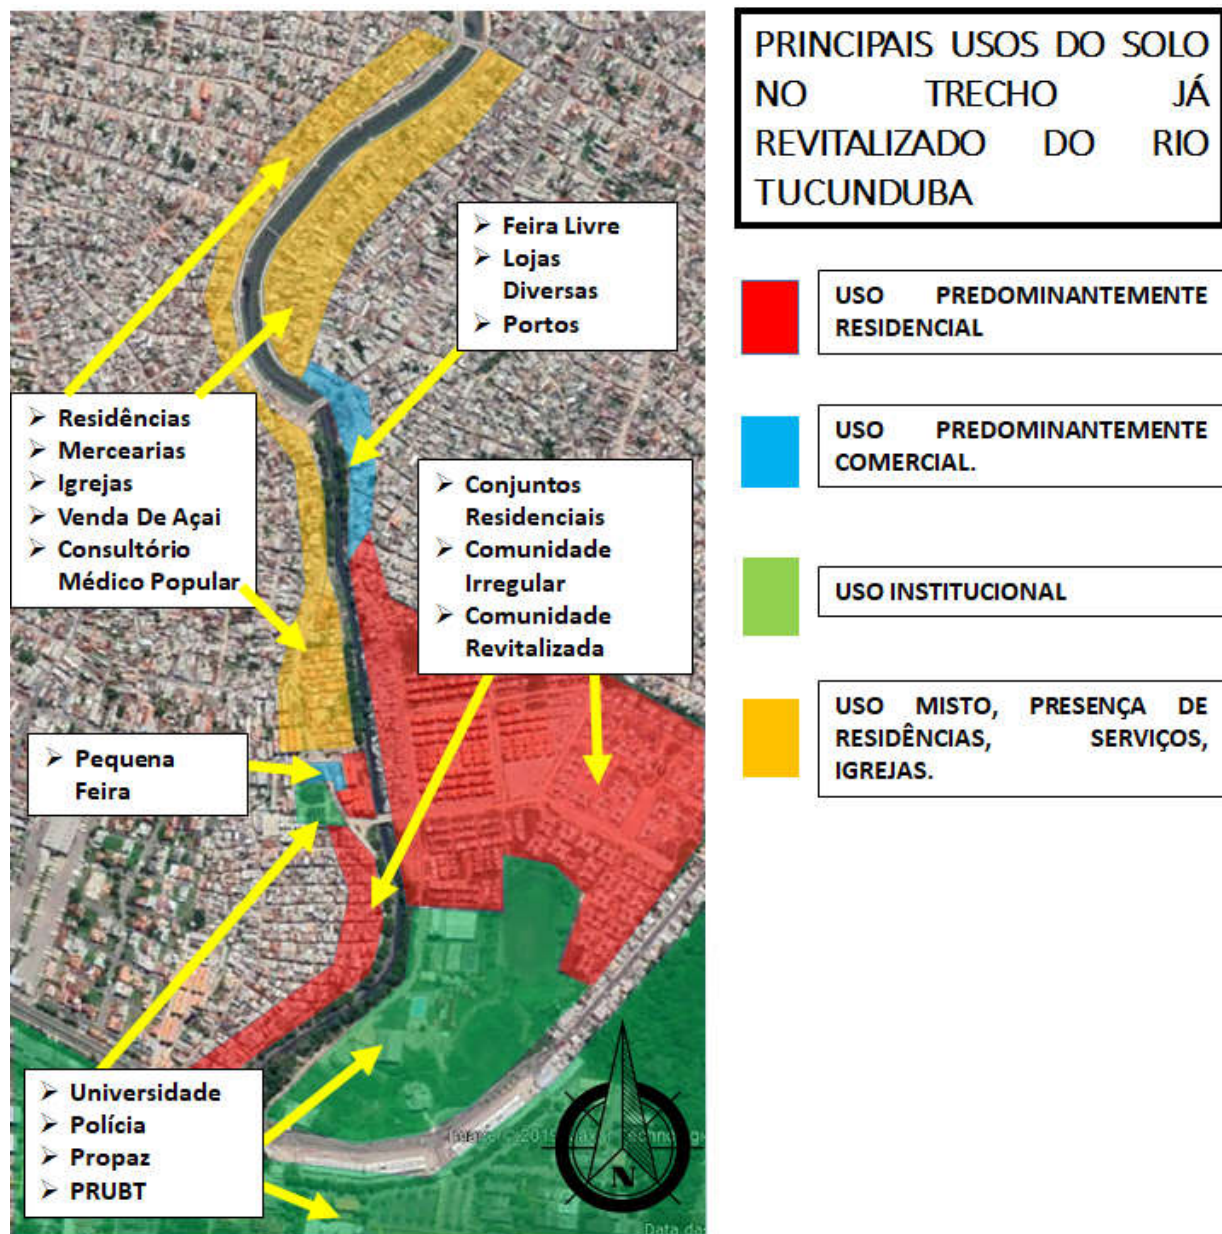 PRINCIPAIS USOS DO SOLO
NO TRECHO JÁ
REVITALIZADO DO RIO
TUCUNDUBA
➢ Feira Livre
➢ Lojas
Diversas
➢ Portos
USO PREDOMINANTEMENTE
RESIDENCIAL
➢ Residências
➢ Mercearias
➢ Igrejas
➢ Venda De Açai
➢ Consultório
Médico Popular
USO PREDOMINANTEMENTE
COMERCIAL.
➢ Conjuntos
Residenciais
➢ Comunidade
Irregular
➢ Comunidade
Revitalizada
USO INSTITUCIONAL
USO MISTO, PRESENÇA DE
RESIDÊNCIAS, SERVIÇOS,
IGREJAS.
➢ Pequena
Feira
➢ Universidade
➢ Polícia
➢ Propaz
➢ PRUBT
N
Data das